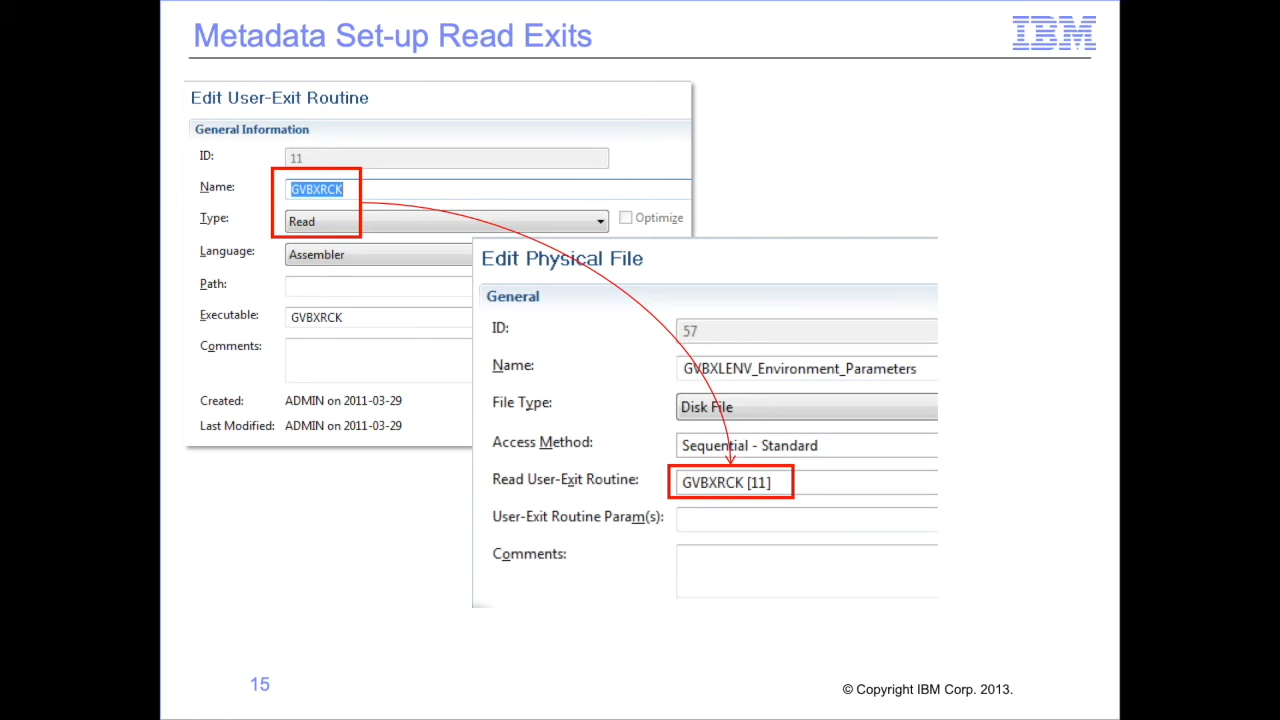 Metadata Set-up Read Exits
IBM
Edit User-Exit Routine
General Information
ID: 11
Name: GVBXRCK
Type: Read Optimize
Language: Assembler
Path:
Executable: GVBXRCK
Comments:
Created: ADMIN on 2011-03-29
Last Modified: ADMIN on 2011-03-29
Edit Physical File
General
ID: 57
Name: GVBXLENV_Environment_Parameters
File Type: Disk File
Access Method: Sequential - Standard
Read User-Exit Routine: GVBXRCK [11]
User-Exit Routine Param(s):
Comments:
15
© Copyright IBM Corp. 2013.